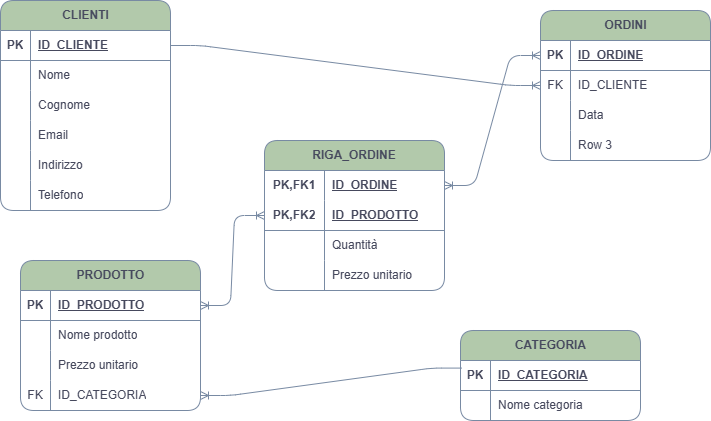 CLIENTI
PK ID_CLIENTE
Nome
Cognome
Email
Indirizzo
Telefono
ORDINI
PK ID_ORDINE
FK ID_CLIENTE
Data
Row 3
RIGA_ORDINE
PK,FK1 ID_ORDINE
PK,FK2 ID_PRODOTTO
Quantità
Prezzo unitario
PRODOTTO
PK ID_PRODOTTO
Nome prodotto
Prezzo unitario
FK ID_CATEGORIA
CATEGORIA
PK ID_CATEGORIA
Nome categoria